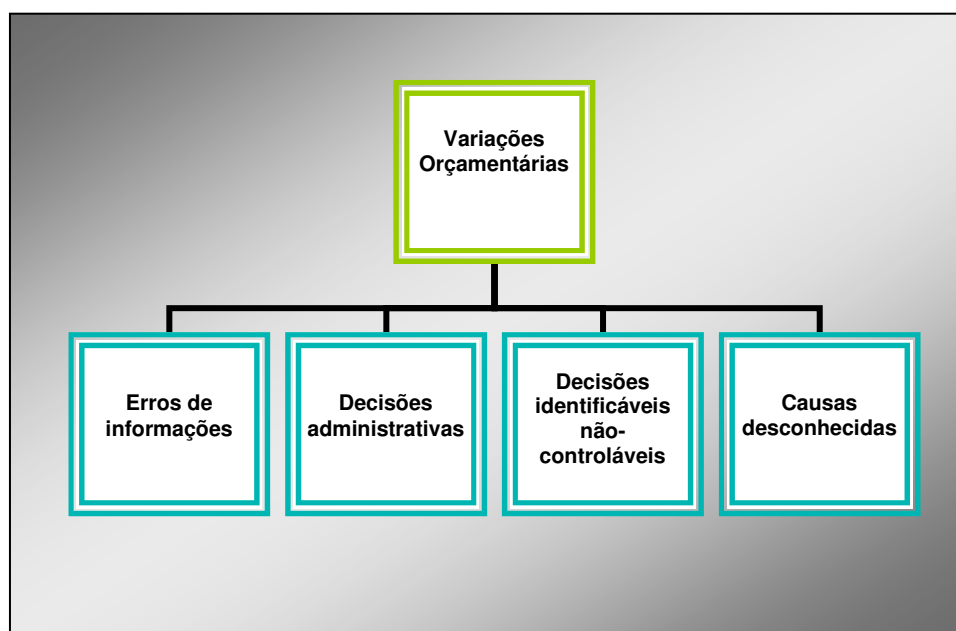 Variações
Orçamentárias
Erros de
informações
Decisões
administrativas
Decisões
identificáveis
não-
controláveis
Causas
desconhecidas